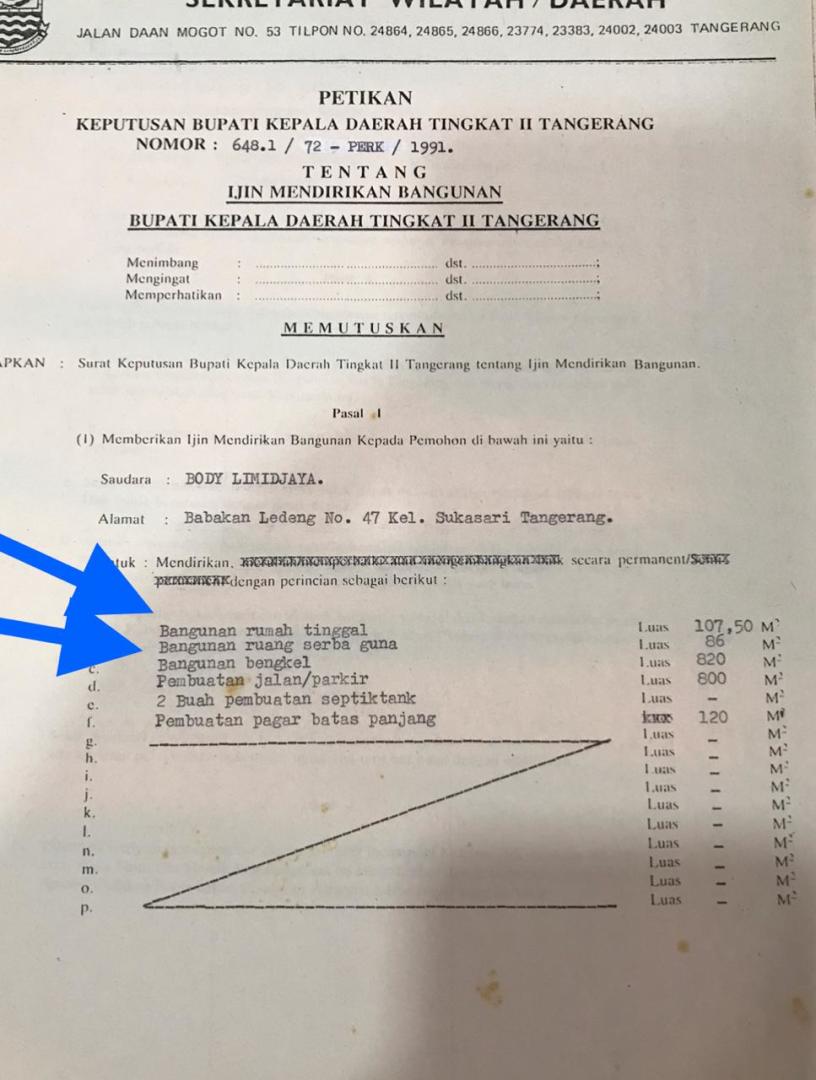 SEKRETARIAT WILAYAH / DAERAH
JALAN DAAN MOGOT NO. 53 TILPON NO. 24864, 24865, 24866, 23774, 23383, 24002, 24003 TANGERANG
PETIKAN
KEPUTUSAN BUPATI KEPALA DAERAH TINGKAT II TANGERANG
NOMOR : 648.1 / 72 - PERK / 1991.
T E N T A N G
IJIN MENDIRIKAN BANGUNAN
BUPATI KEPALA DAERAH TINGKAT II TANGERANG
Menimbang : ............................................. dst. ................................;
Mengingat : ............................................. dst. ................................;
Memperhatikan : ............................................. dst. ................................;
M E M U T U S K A N
APKAN : Surat Keputusan Bupati Kepala Daerah Tingkat II Tangerang tentang Ijin Mendirikan Bangunan.
Pasal I
(1) Memberikan Ijin Mendirikan Bangunan Kepada Pemohon di bawah ini yaitu :
Saudara : BODY LIMIDJAYA.
Alamat : Babakan Ledeng No. 47 Kel. Sukasari Tangerang.
tuk : Mendirikan, secara permanent/
dengan perincian sebagai berikut :
Bangunan rumah tinggal Luas 107,50 M²
Bangunan ruang serba guna Luas 86 M²
c. Bangunan bengkel Luas 820 M²
d. Pembuatan jalan/parkir Luas 800 M²
e. 2 Buah pembuatan septiktank Luas - M²
f. Pembuatan pagar batas panjang 120 M
g. Luas - M²
h. Luas - M²
i. Luas - M²
j. Luas - M²
k. Luas - M²
l. Luas - M²
n. Luas - M²
m. Luas - M²
o. Luas - M²
p. Luas - M²